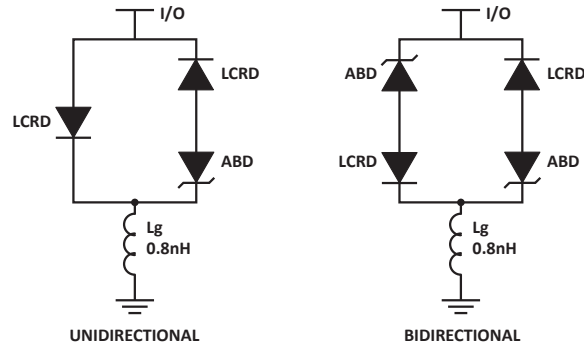 I/O
LCRD
LCRD
ABD
Lg
0.8nH
UNIDIRECTIONAL
I/O
ABD
LCRD
LCRD
ABD
Lg
0.8nH
BIDIRECTIONAL